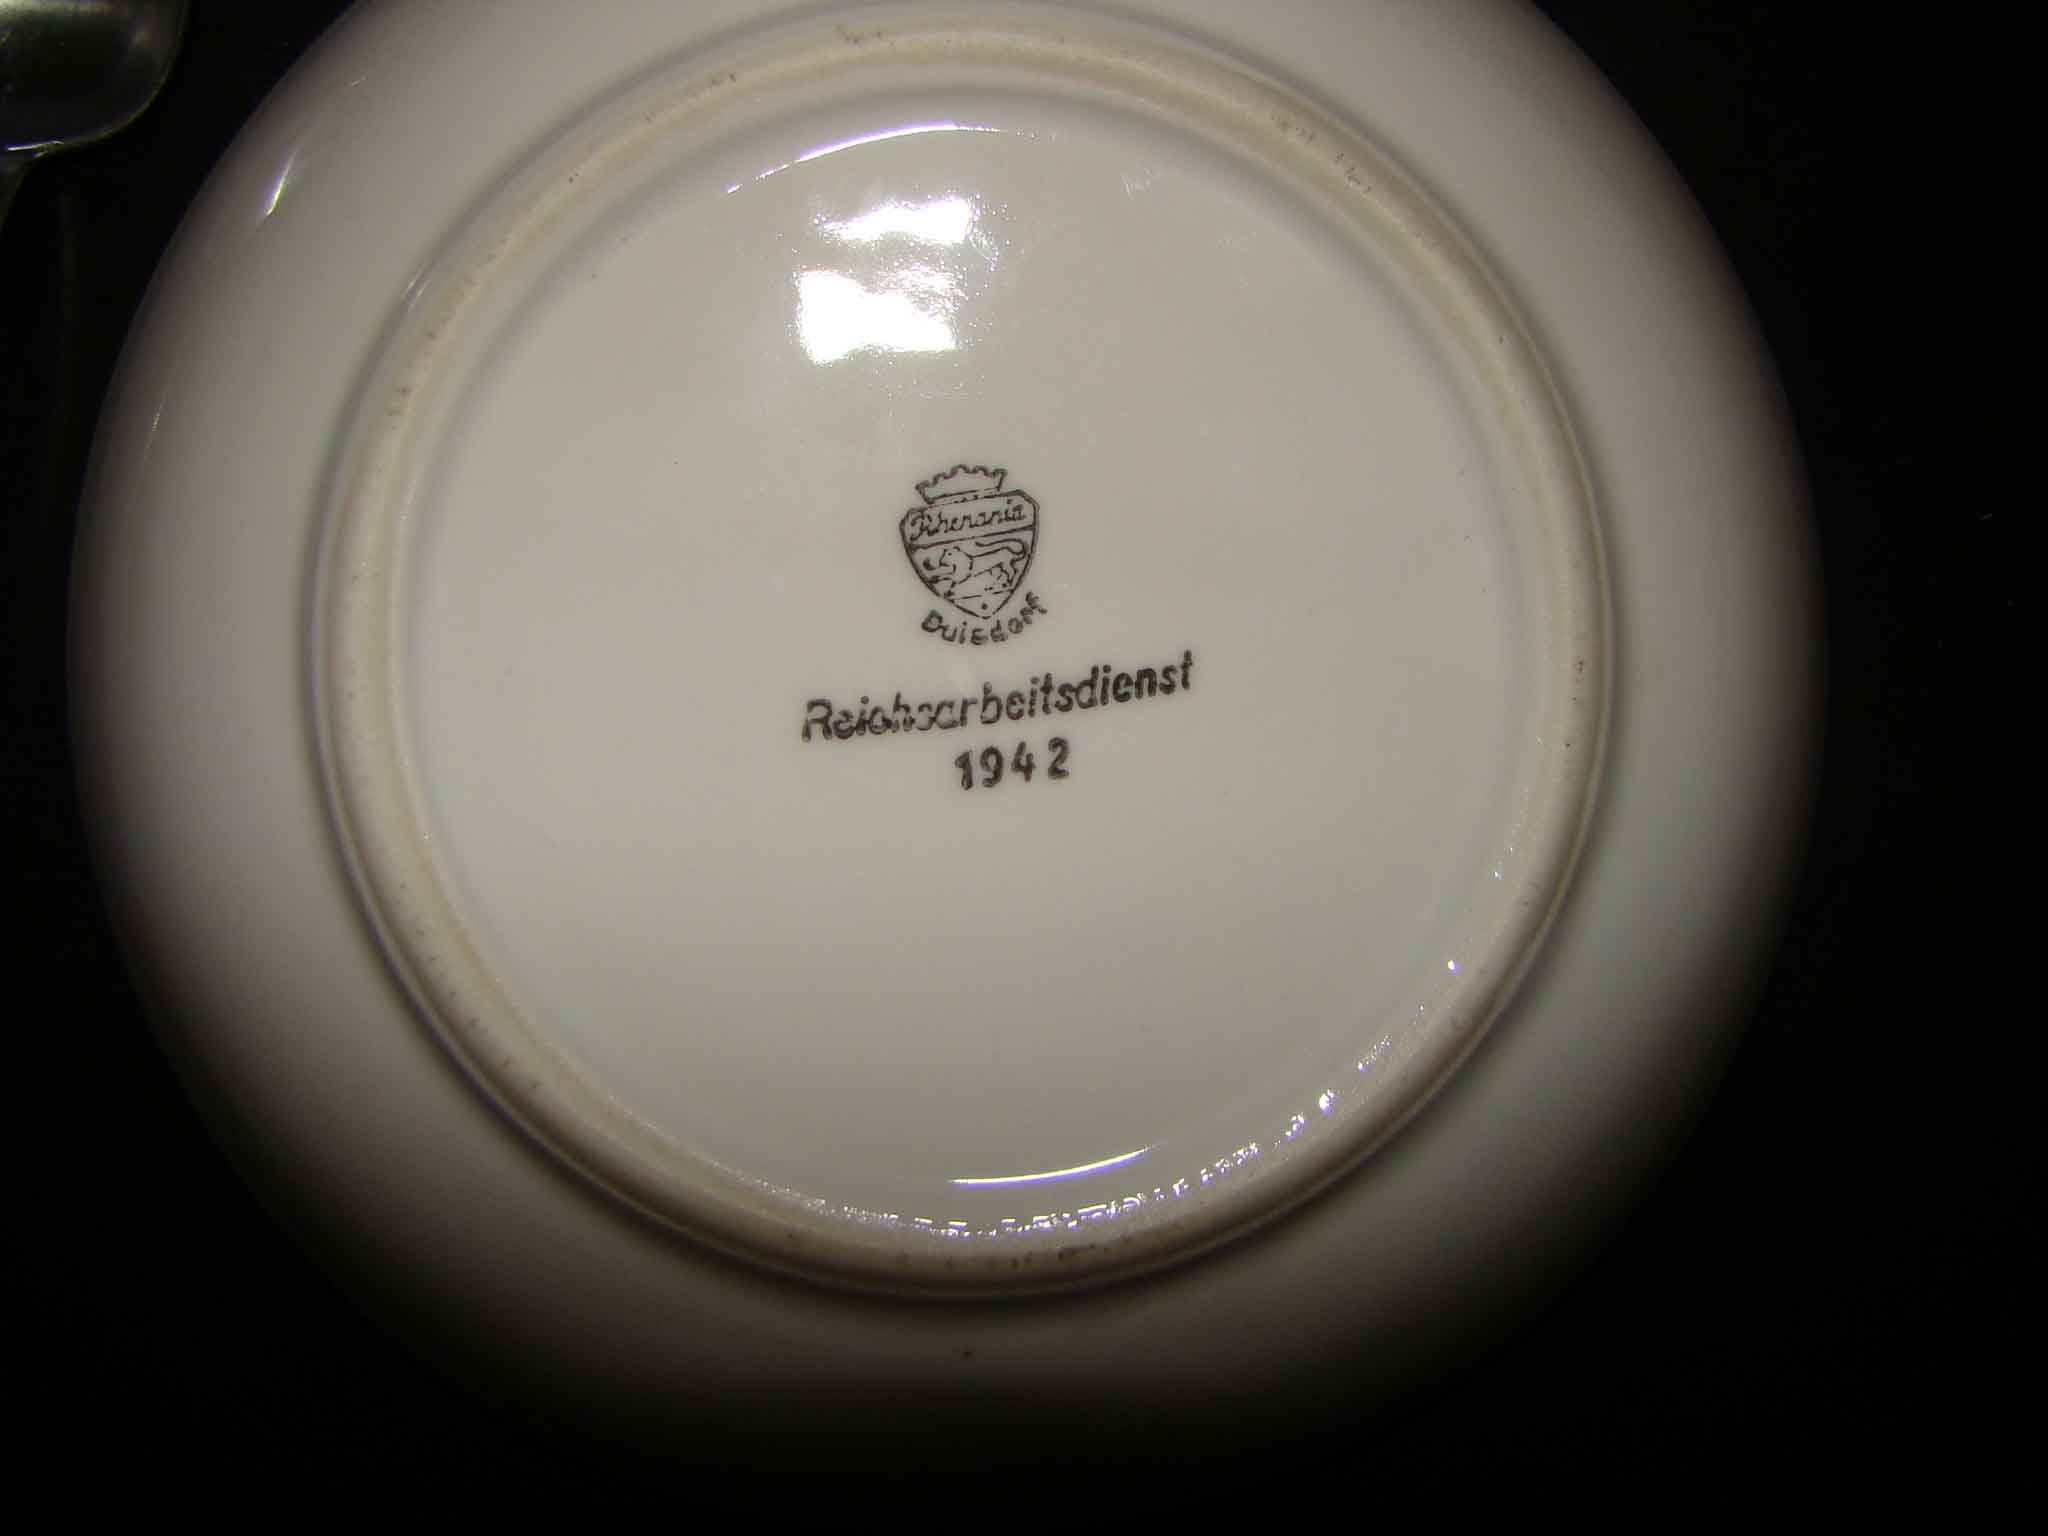 Rhenania
Duisdorf
Reichsarbeitsdienst
1942